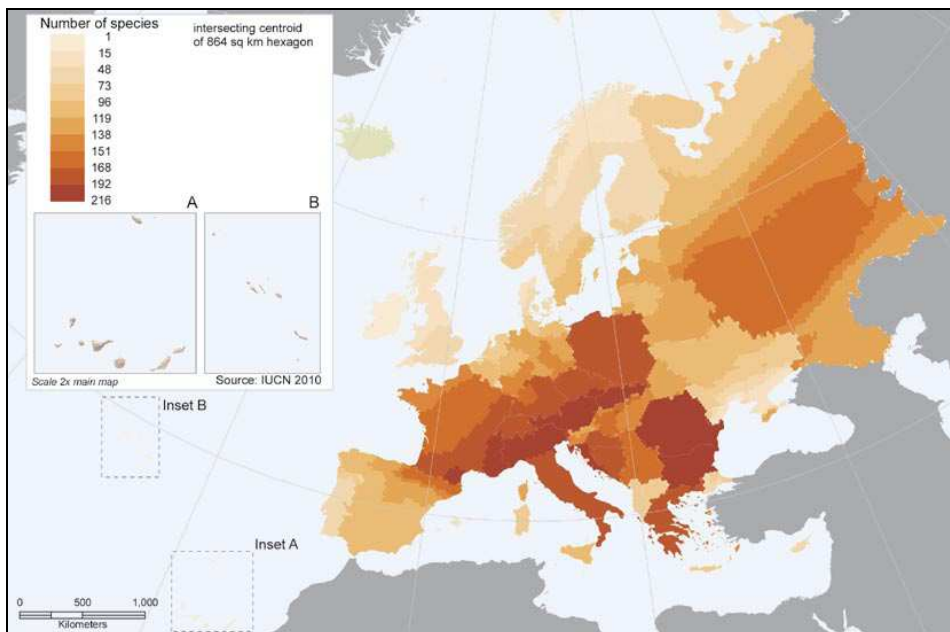 Number of species
intersecting centroid
of 864 sq km hexagon
1
15
48
73
96
119
138
151
168
192
216
A
B
Scale 2x main map
Source: IUCN 2010
Inset B
Inset A
0 500 1,000
Kilometers